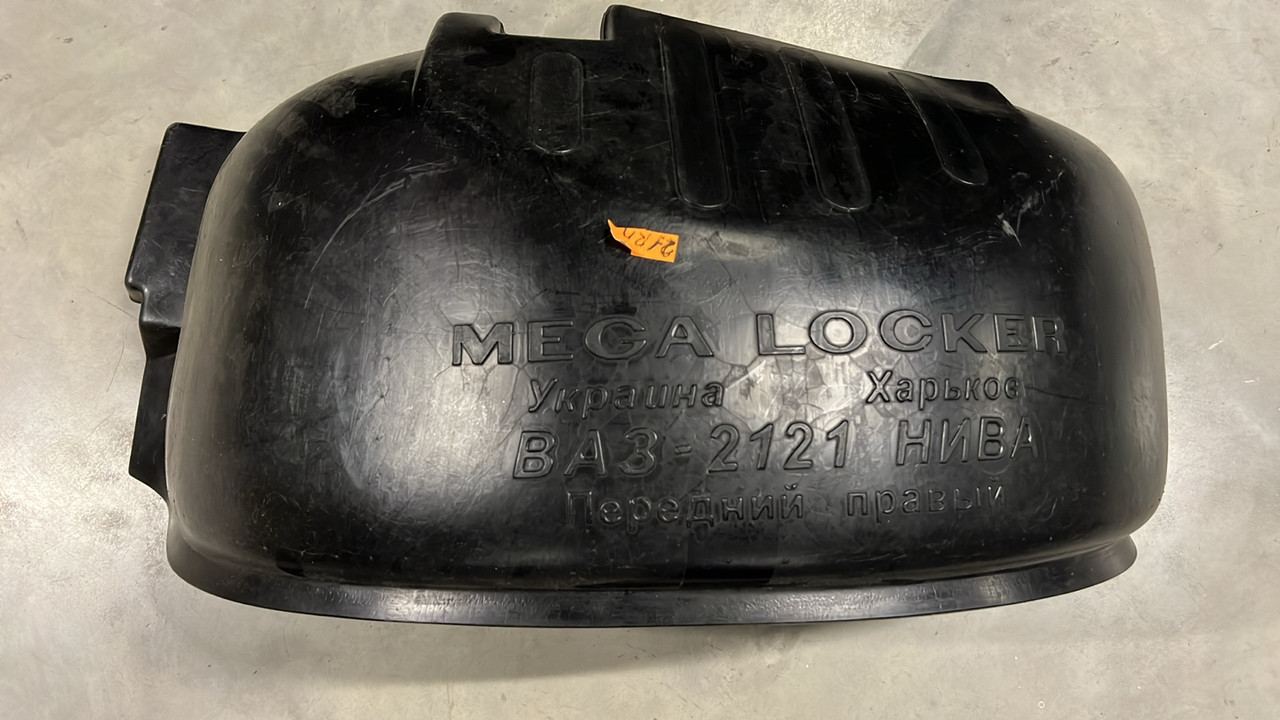 MEGA LOCKER
Украина Харьков
ВАЗ-2121 НИВА
Передний правый